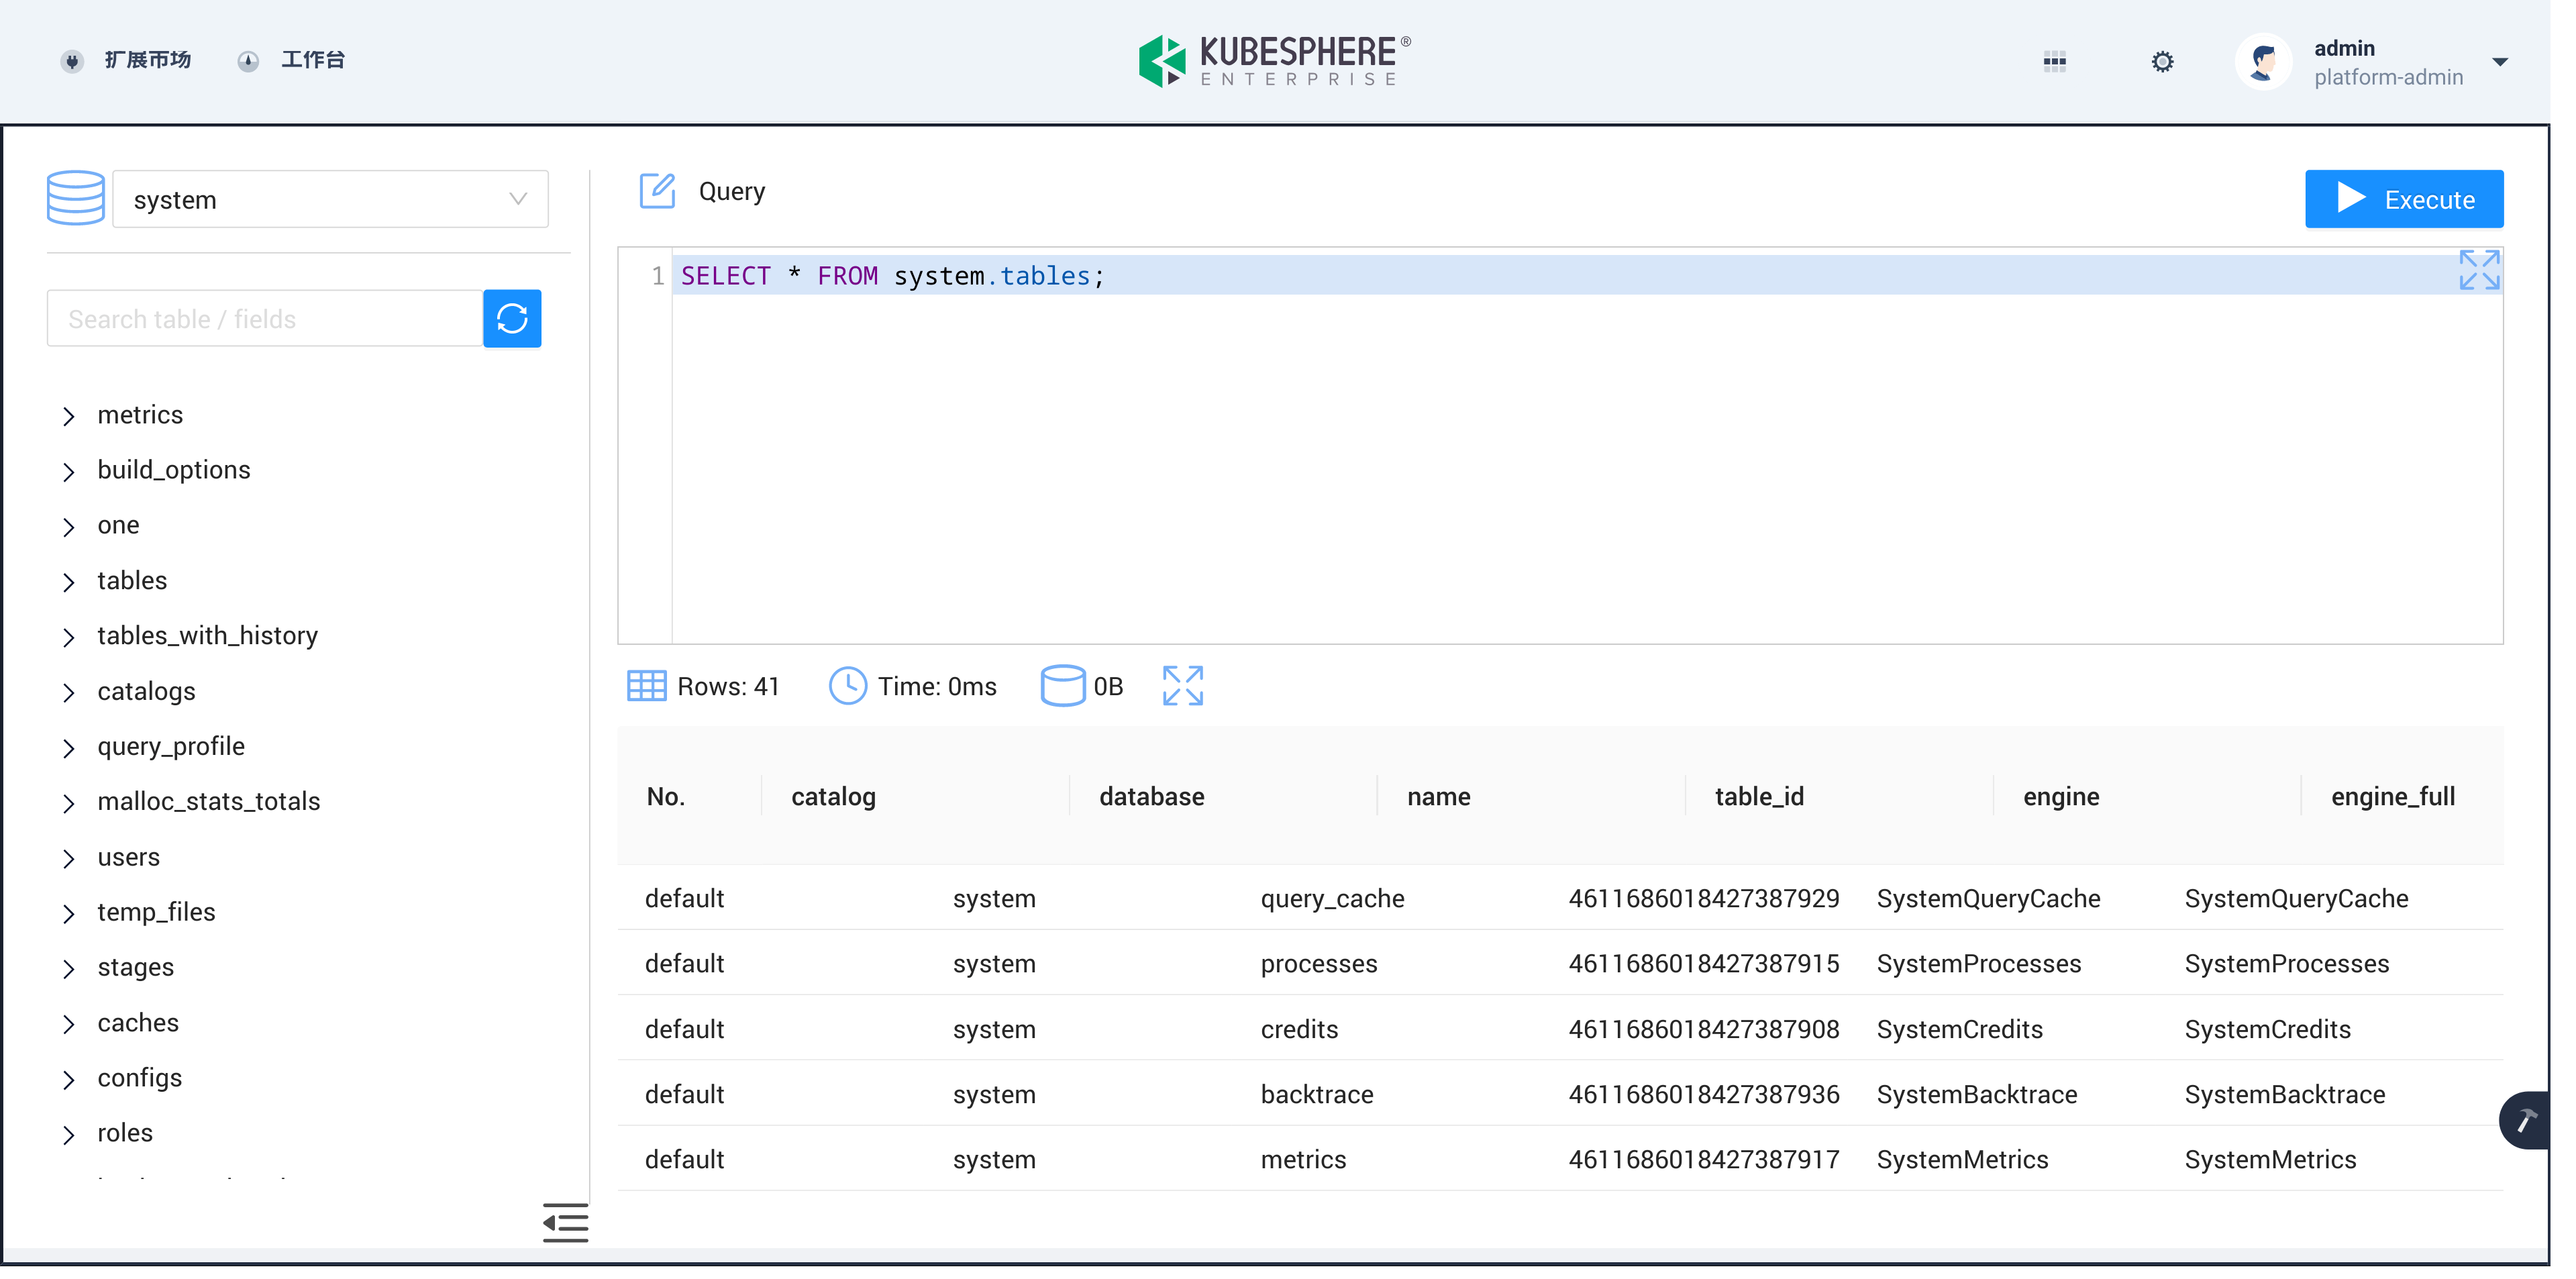 扩展市场 工作台
KUBESPHERE®
ENTERPRISE
admin
platform-admin
system
Search table / fields
metrics
build_options
one
tables
tables_with_history
catalogs
query_profile
malloc_stats_totals
users
temp_files
stages
caches
configs
roles
Query
Execute
1 SELECT * FROM system.tables;
Rows: 41 Time: 0ms 0B
No. catalog database name table_id engine engine_full
default system query_cache 4611686018427387929 SystemQueryCache SystemQueryCache
default system processes 4611686018427387915 SystemProcesses SystemProcesses
default system credits 4611686018427387908 SystemCredits SystemCredits
default system backtrace 4611686018427387936 SystemBacktrace SystemBacktrace
default system metrics 4611686018427387917 SystemMetrics SystemMetrics